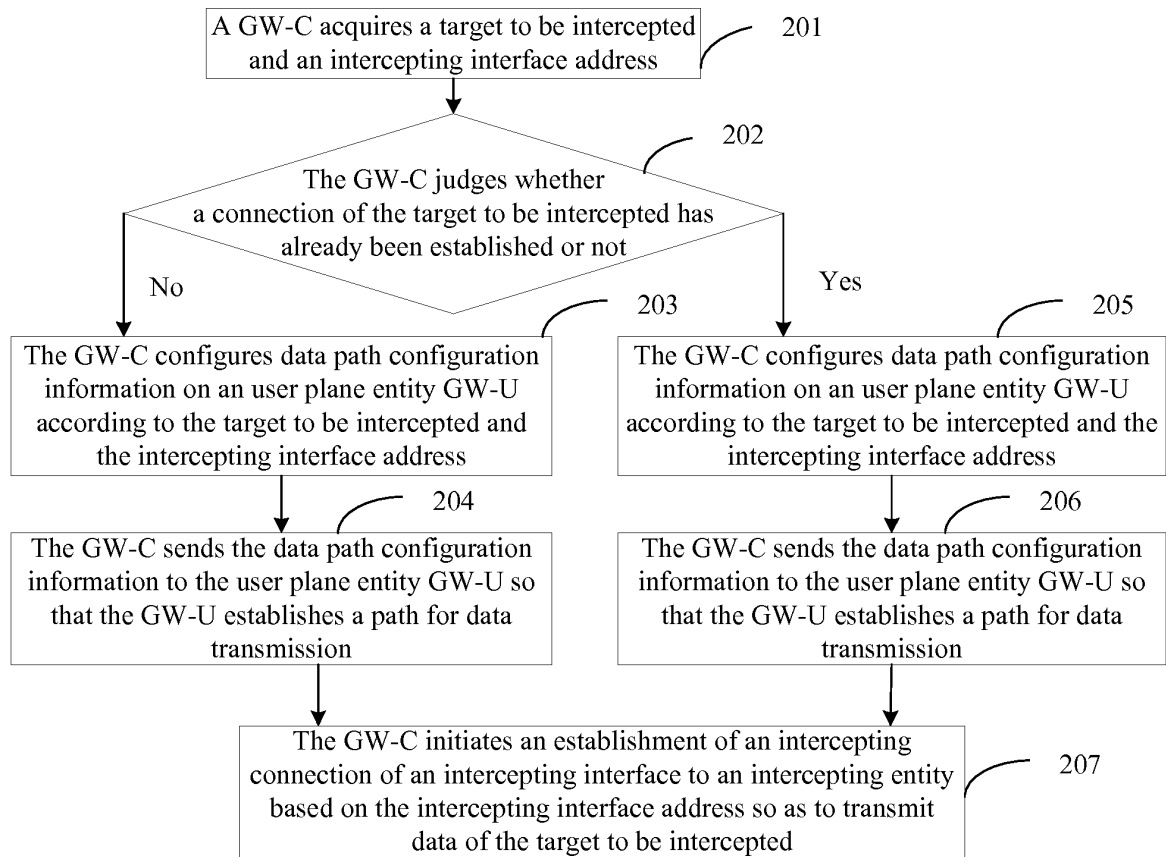 A GW-C acquires a target to be intercepted
and an intercepting interface address
201
202
The GW-C judges whether
a connection of the target to be intercepted has
already been established or not
No
Yes
203
The GW-C configures data path configuration
information on an user plane entity GW-U
according to the target to be intercepted and
the intercepting interface address
205
The GW-C configures data path configuration
information on an user plane entity GW-U
according to the target to be intercepted and the
intercepting interface address
204
The GW-C sends the data path configuration
information to the user plane entity GW-U so
that the GW-U establishes a path for data
transmission
206
The GW-C sends the data path configuration
information to the user plane entity GW-U so
that the GW-U establishes a path for data
transmission
The GW-C initiates an establishment of an intercepting
connection of an intercepting interface to an intercepting entity
based on the intercepting interface address so as to transmit
data of the target to be intercepted
207